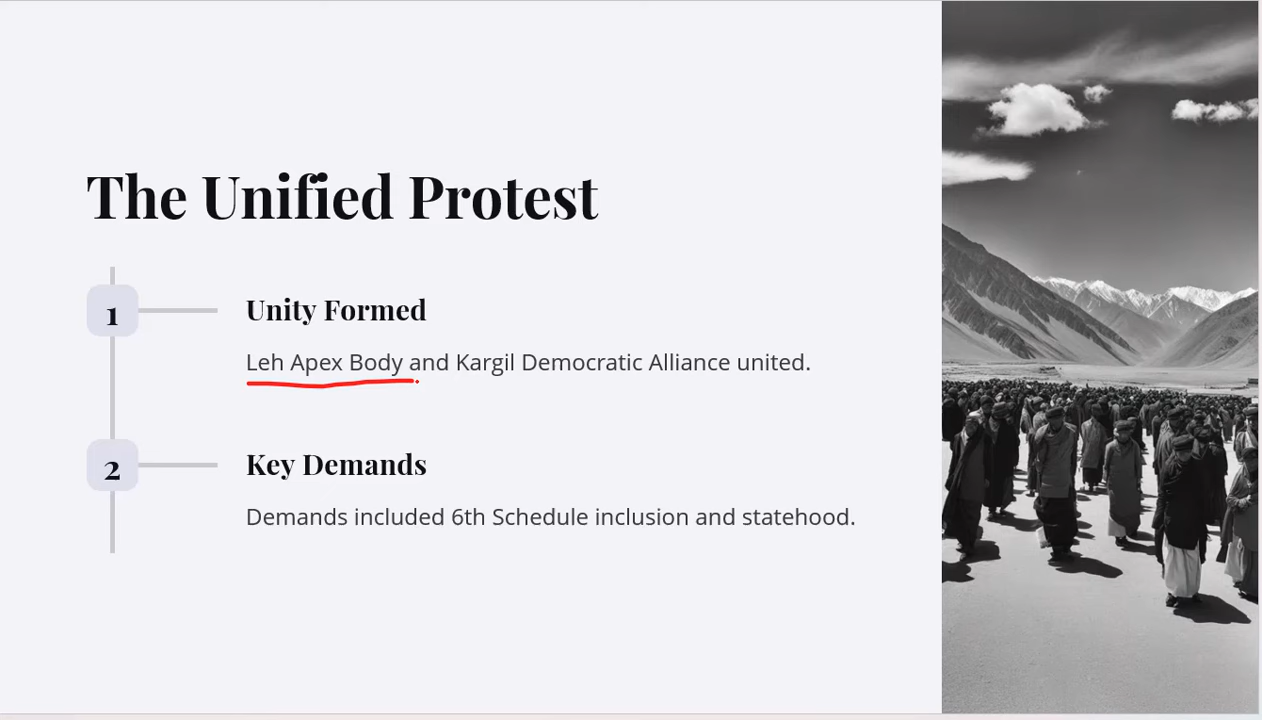 The Unified Protest
1
Unity Formed
Leh Apex Body and Kargil Democratic Alliance united.
2
Key Demands
Demands included 6th Schedule inclusion and statehood.